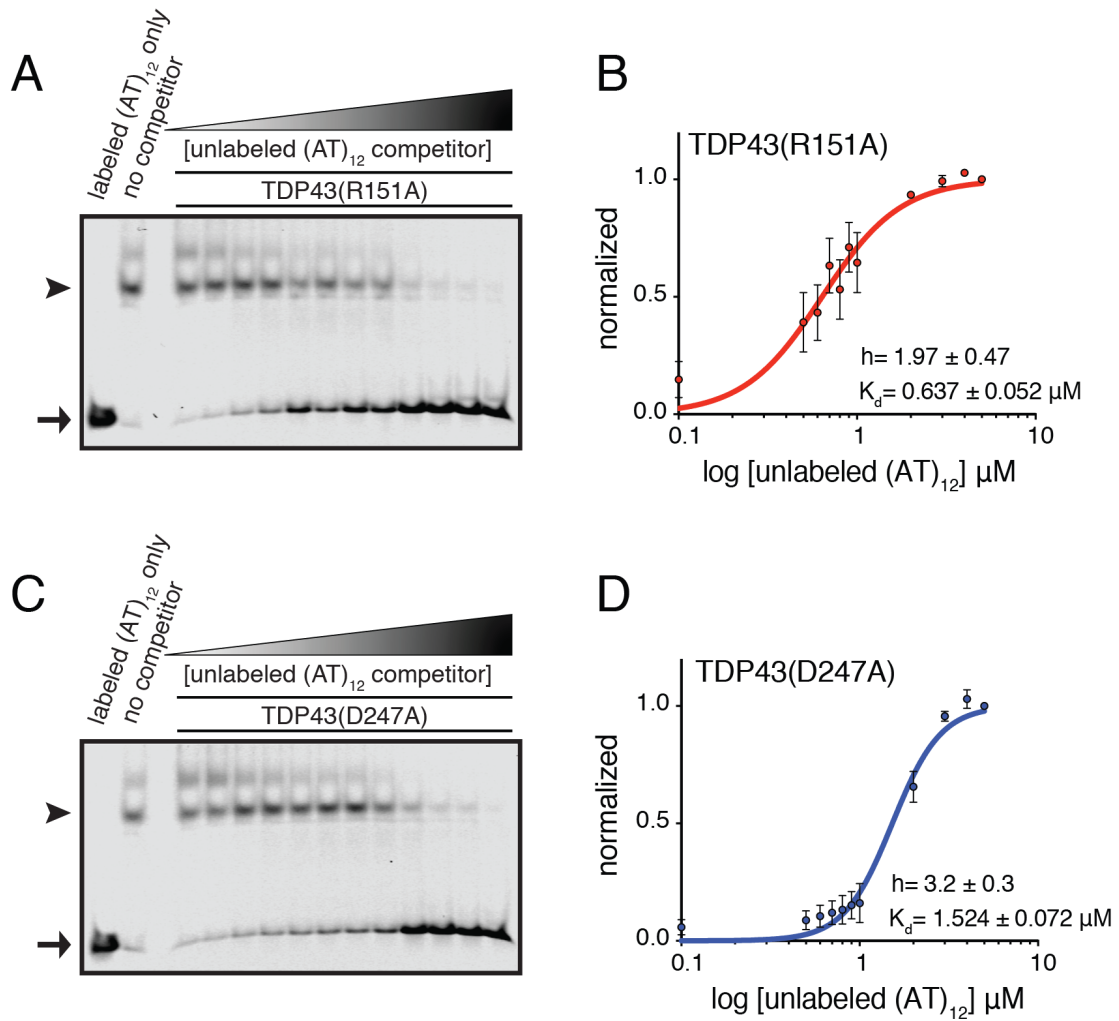 A
labeled (AT)12 only
no competitor
[unlabeled (AT)12 competitor]
TDP43(R151A)
B
TDP43(R151A)
1.0
0.5
0.0
normalized
h= 1.97 ± 0.47
Kd= 0.637 ± 0.052 µM
0.1
1
10
log [unlabeled (AT)12] µM
C
labeled (AT)12 only
no competitor
[unlabeled (AT)12 competitor]
TDP43(D247A)
D
TDP43(D247A)
1.0
0.5
0.0
normalized
h= 3.2 ± 0.3
Kd= 1.524 ± 0.072 µM
0.1
1
10
log [unlabeled (AT)12] µM